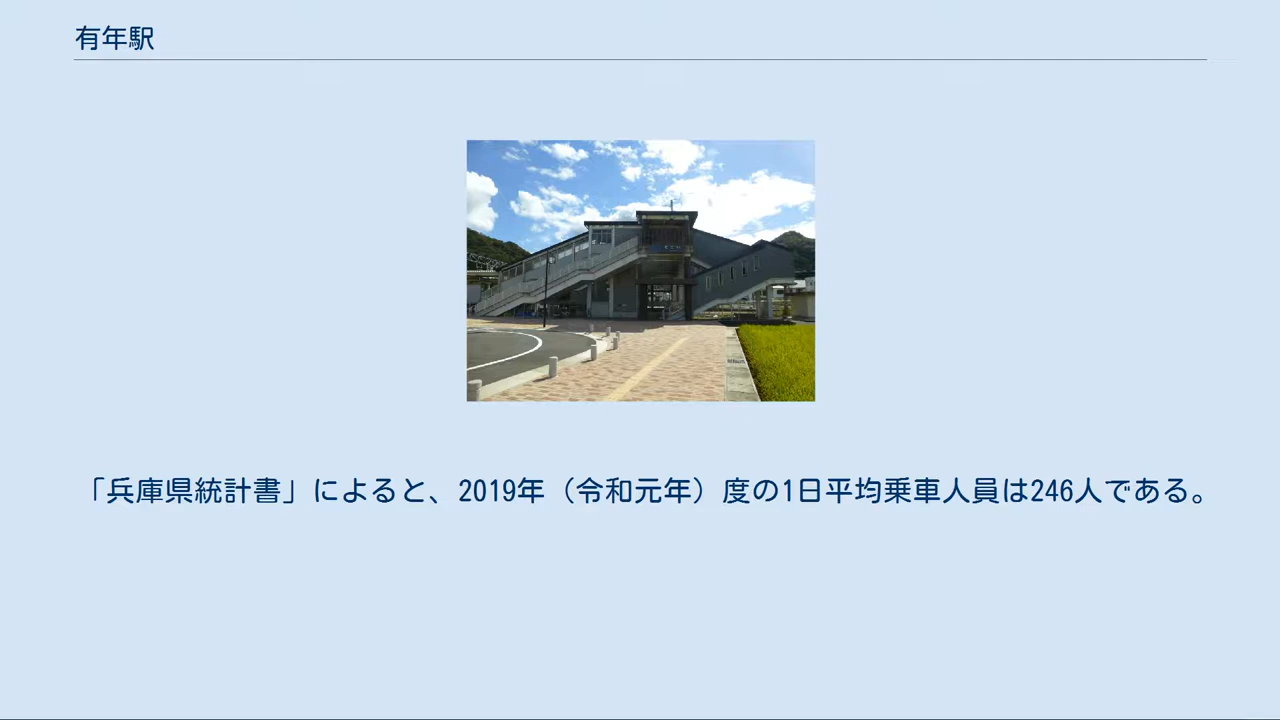 有年駅
「兵庫県統計書」によると、2019年（令和元年）度の1日平均乗車人員は246人である。